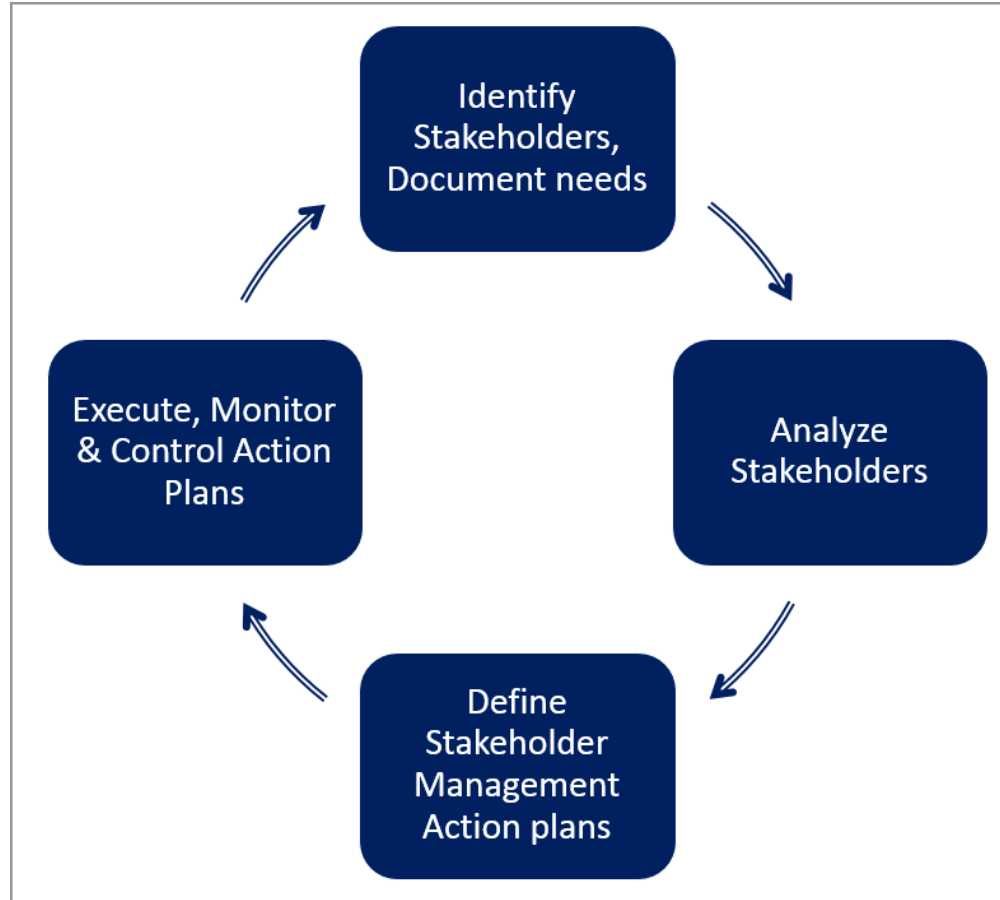 Identify
Stakeholders,
Document needs
Analyze
Stakeholders
Define
Stakeholder
Management
Action plans
Execute, Monitor
& Control Action
Plans